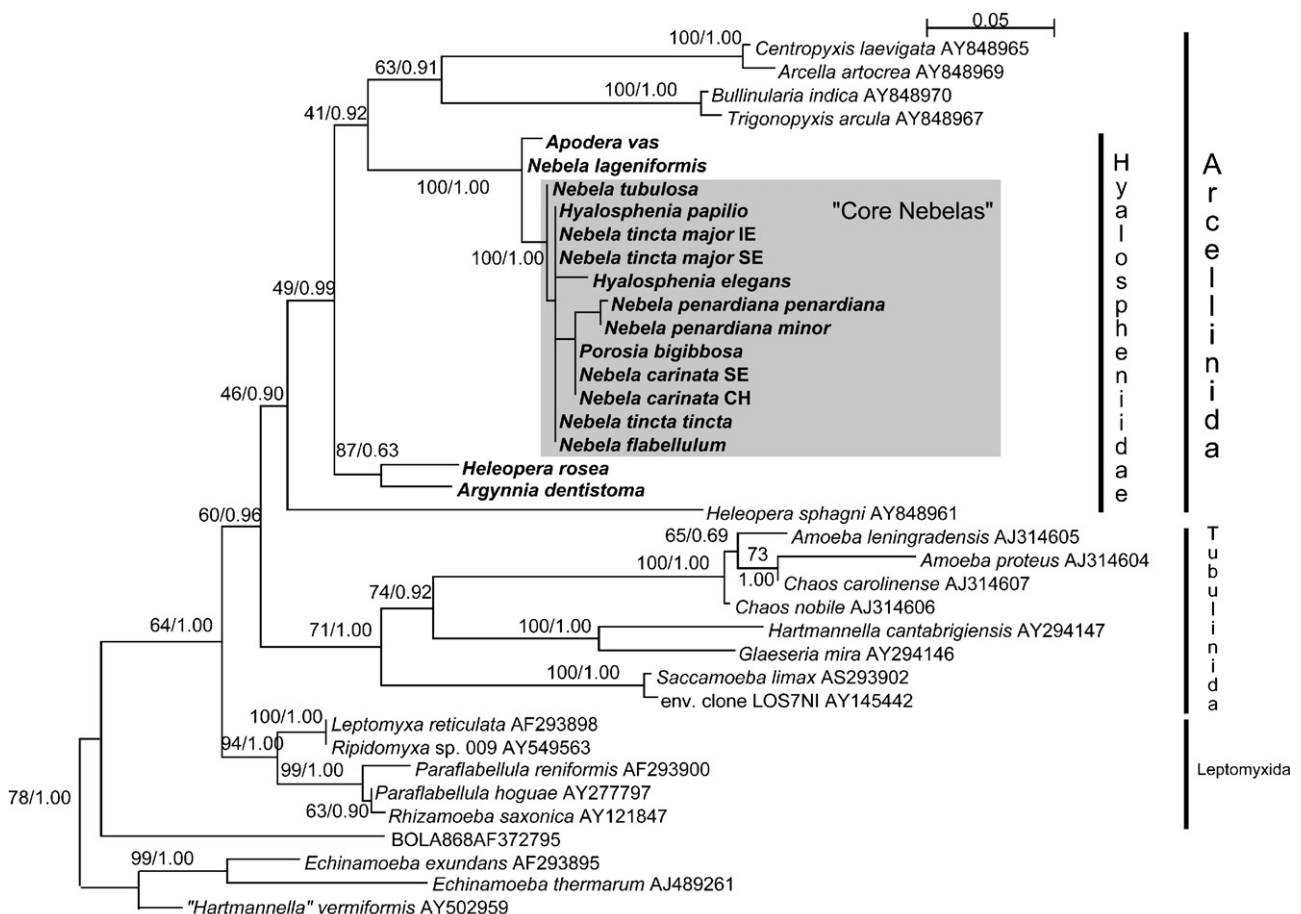 0.05
100/1.00
Centropyxis laevigata AY848965
63/0.91
Arcella artocrea AY848969
100/1.00
Bullinularia indica AY848970
41/0.92
Trigonopyxis arcula AY848967
Apodera vas
Nebela lageniformis
100/1.00
Nebela tubulosa
"Core Nebelas"
Hyalosphenia papilio
Nebela tincta major IE
100/1.00
Nebela tincta major SE
Hyalosphenia elegans
49/0.99
Nebela penardiana penardiana
Nebela penardiana minor
Porosia bigibbosa
Nebela carinata SE
46/0.90
Nebela carinata CH
Nebela tincta tincta
Nebela flabellulum
87/0.63
Heleopera rosea
Argynnia dentistoma
Hyalospheniidae
Arcellinida
60/0.96
Heleopera sphagni AY848961
65/0.69
Amoeba leningradensis AJ314605
73
Amoeba proteus AJ314604
100/1.00
1.00
Chaos carolinense AJ314607
74/0.92
Chaos nobile AJ314606
64/1.00
71/1.00
100/1.00
Hartmannella cantabrigiensis AY294147
Glaeseria mira AY294146
100/1.00
Saccamoeba limax AS293902
env. clone LOS7NI AY145442
Tubulinida
100/1.00
Leptomyxa reticulata AF293898
94/1.00
Ripidomyxa sp. 009 AY549563
99/1.00
Paraflabellula reniformis AF293900
Leptomyxida
78/1.00
Paraflabellula hoguae AY277797
63/0.90
Rhizamoeba saxonica AY121847
BOLA868AF372795
99/1.00
Echinamoeba exundans AF293895
Echinamoeba thermarum AJ489261
"Hartmannella" vermiformis AY502959